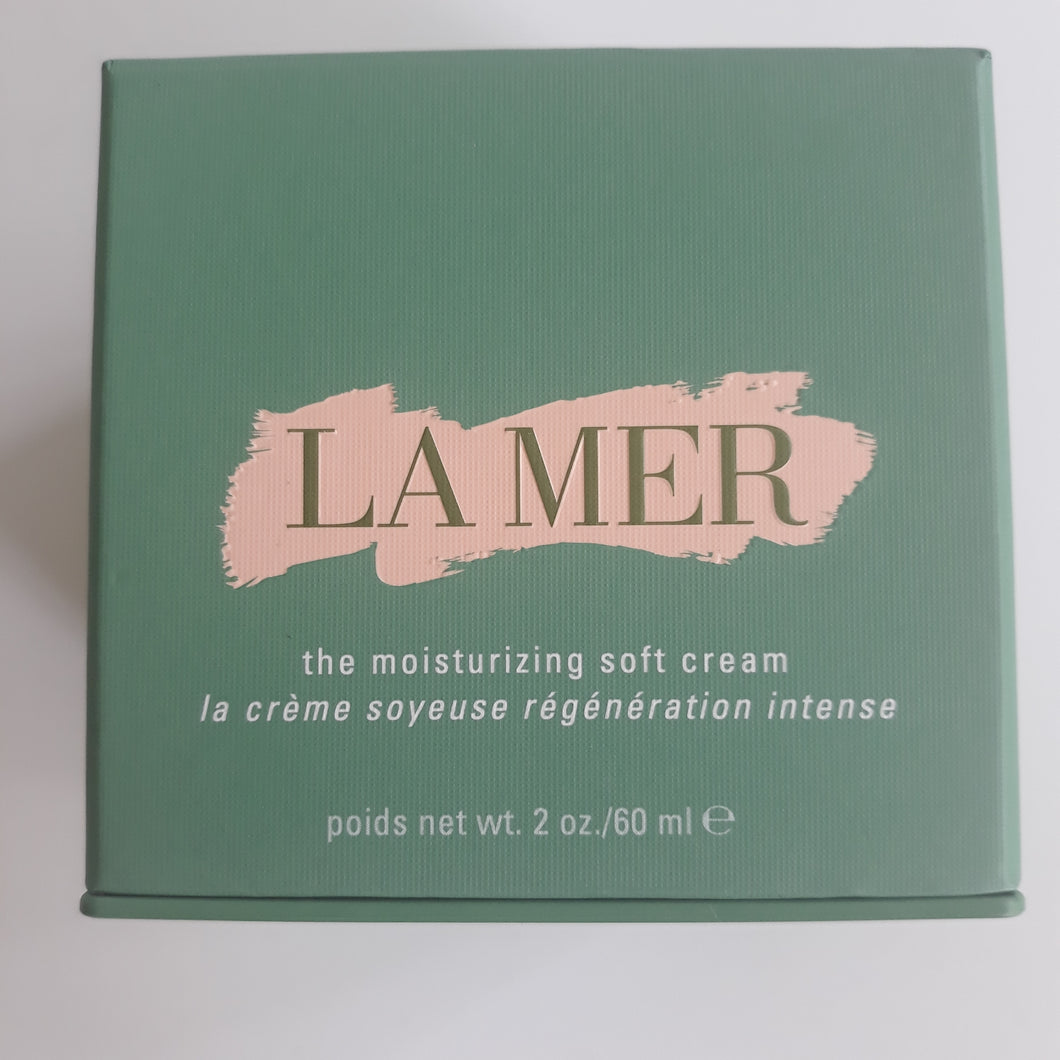 LA MER
the moisturizing soft cream
la crème soyeuse régénération intense
poids net wt. 2 oz./60 ml ℮